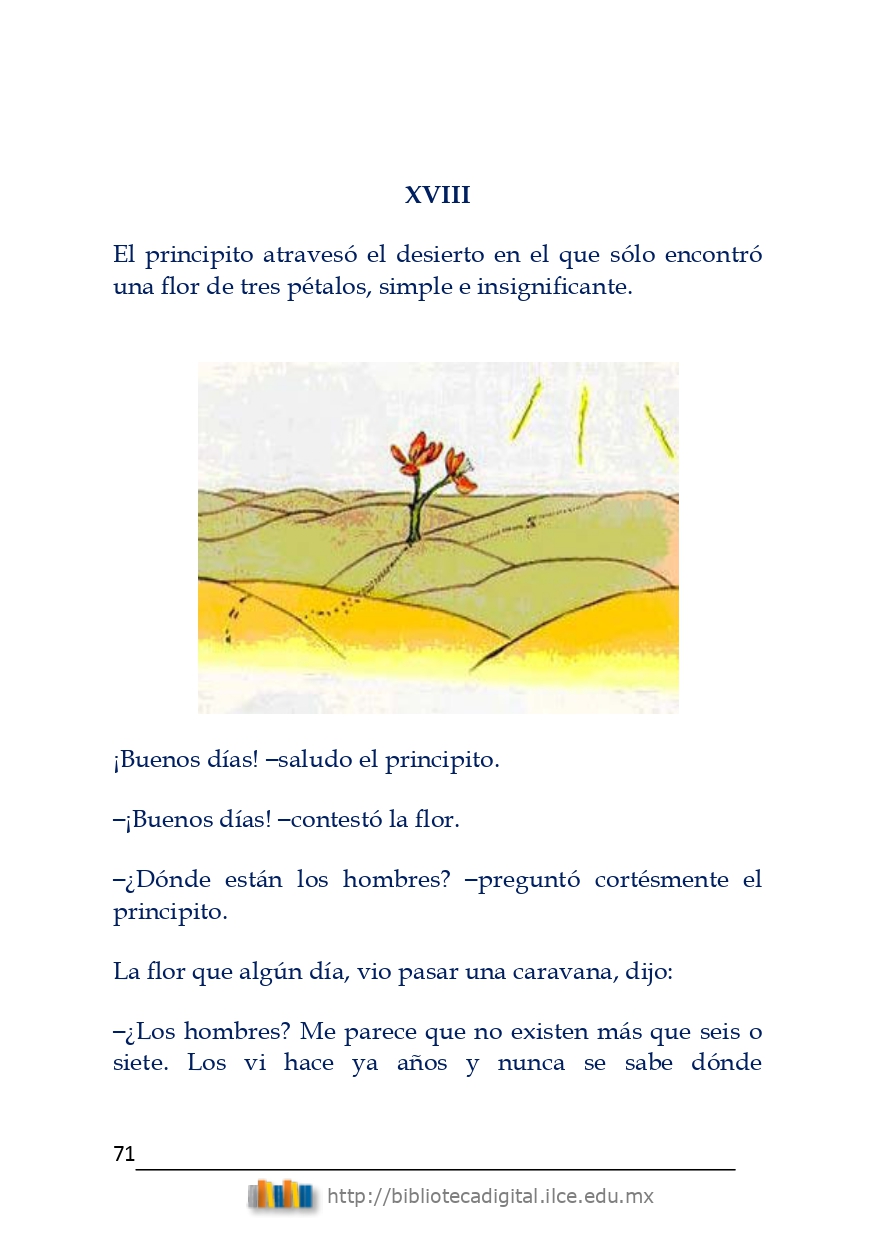 XVIII
El principito atravesó el desierto en el que sólo encontró
una flor de tres pétalos, simple e insignificante.
¡Buenos días! –saludo el principito.
–¡Buenos días! –contestó la flor.
–¿Dónde están los hombres? –preguntó cortésmente el
principito.
La flor que algún día, vio pasar una caravana, dijo:
–¿Los hombres? Me parece que no existen más que seis o
siete. Los vi hace ya años y nunca se sabe dónde
71
http://bibliotecadigital.ilce.edu.mx